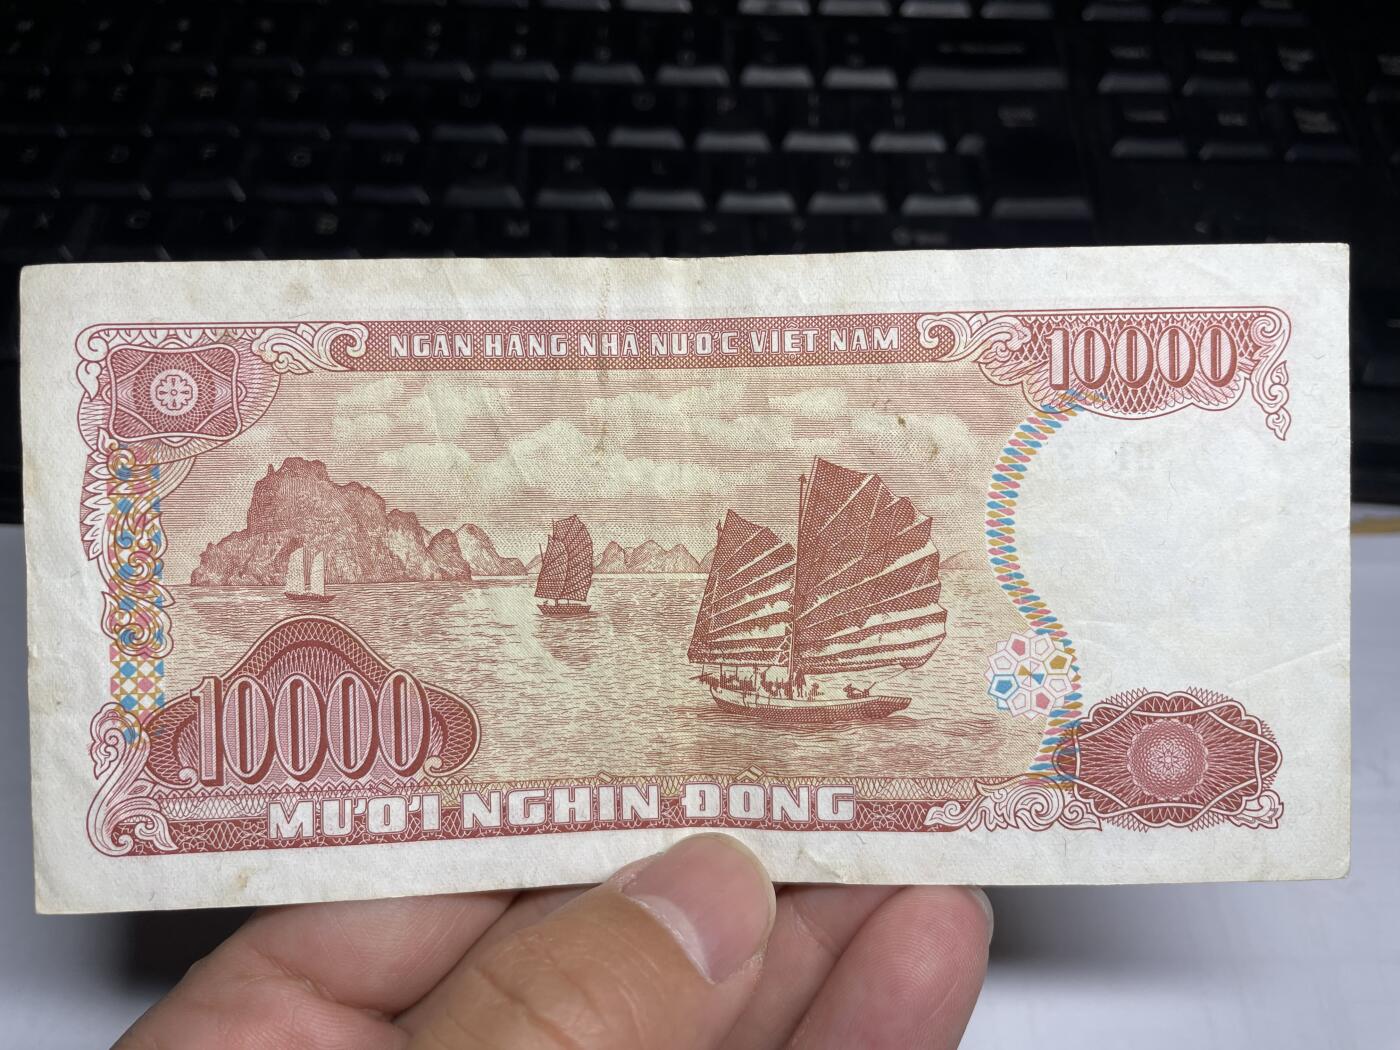 NGÂN HÀNG NHÀ NƯỚC VIỆT NAM
10000
10000
MƯỜI NGHÌN ĐỒNG